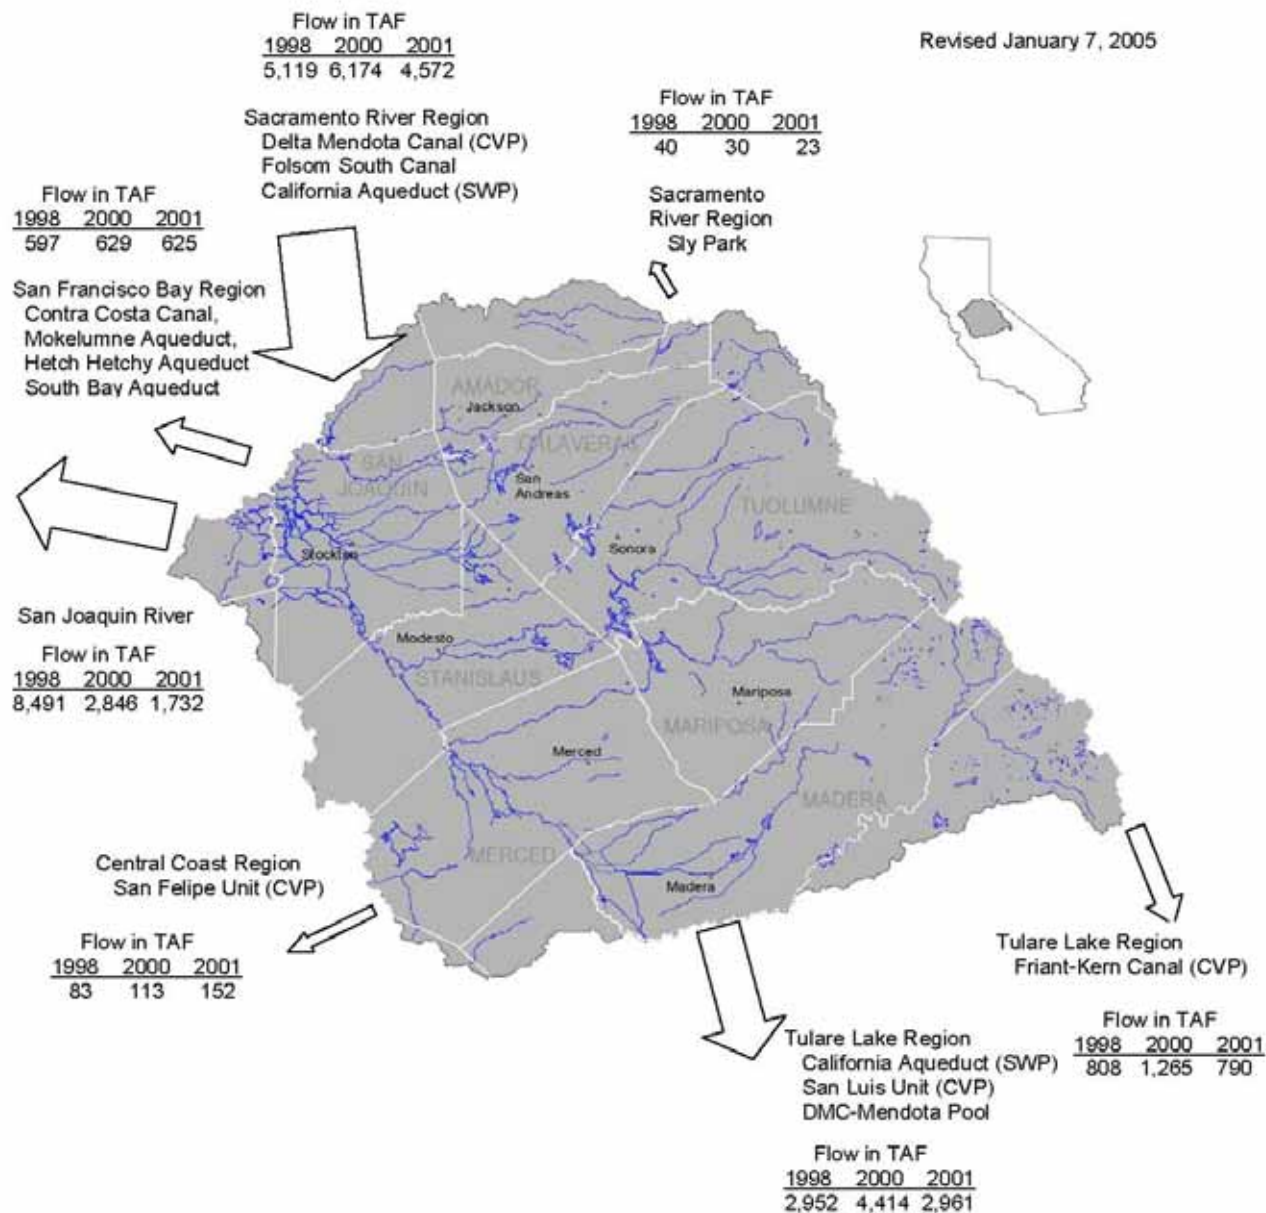 Flow in TAF
1998 2000 2001
5,119 6,174 4,572
Revised January 7, 2005
Sacramento River Region
Delta Mendota Canal (CVP)
Folsom South Canal
California Aqueduct (SWP)
Flow in TAF
1998 2000 2001
40 30 23
Sacramento
River Region
Sly Park
Flow in TAF
1998 2000 2001
597 629 625
San Francisco Bay Region
Contra Costa Canal,
Mokelumne Aqueduct,
Hetch Hetchy Aqueduct
South Bay Aqueduct
AMADOR
Jackson
CALAVERAS
SAN
JOAQUIN
San
Andreas
TUOLUMNE
Stockton
Sonora
San Joaquin River
Flow in TAF
1998 2000 2001
8,491 2,846 1,732
Modesto
STANISLAUS
Mariposa
MARIPOSA
Merced
MADERA
MERCED
Madera
Central Coast Region
San Felipe Unit (CVP)
Flow in TAF
1998 2000 2001
83 113 152
Tulare Lake Region
Friant-Kern Canal (CVP)
Flow in TAF
1998 2000 2001
808 1,265 790
Tulare Lake Region
California Aqueduct (SWP)
San Luis Unit (CVP)
DMC-Mendota Pool
Flow in TAF
1998 2000 2001
2,952 4,414 2,961